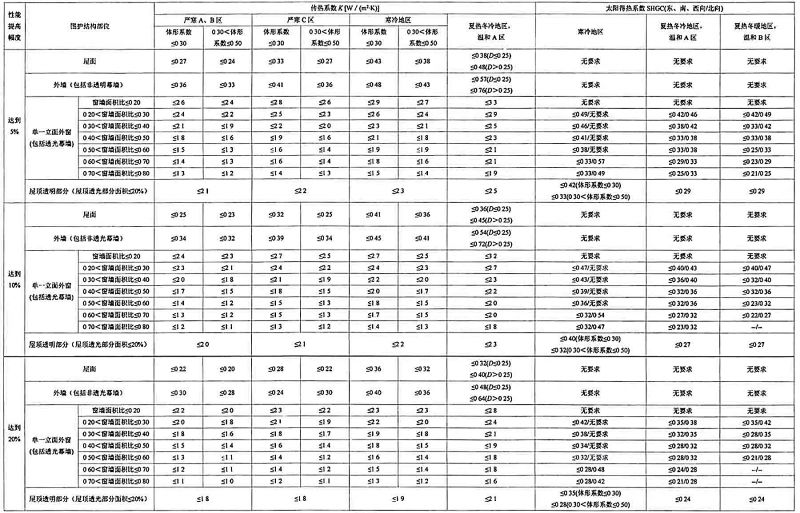 性能提高幅度 围护结构部位 传热系数K[W/(m²·K)] 太阳得热系数SHGC(东、南、西向/北向)
严寒A、B区 严寒C区 寒冷地区 夏热冬冷地区,温和A区 寒冷地区 夏热冬冷地区,温和A区 夏热冬暖地区,温和B区
体形系数≤0 30 0 30<体形系数≤0 50 体形系数≤0 30 0 30<体形系数≤0 50 体形系数≤0 30 0 30<体形系数≤0 50
达到5%
屋面 ≤0 27 ≤0 24 ≤0 33 ≤0 27 ≤0 43 ≤0 38 ≤0 38(D≤0 25) ≤0 48(D>0 25) 无要求 无要求 无要求
外墙(包括非透明幕墙) ≤0 36 ≤0 33 ≤0 41 ≤0 36 ≤0 48 ≤0 43 ≤0 57(D≤0 25) ≤0 76(D>0 25) 无要求 无要求 无要求
单一立面外窗(包括透光幕墙)
窗墙面积比≤0 20 ≤2 6 ≤2 4 ≤2 8 ≤2 6 ≤2 9 ≤2 7 ≤3 3 无要求 无要求 无要求
0 20<窗墙面积比≤0 30 ≤2 4 ≤2 2 ≤2 5 ≤2 3 ≤2 6 ≤2 4 ≤2 9 ≤0 49/无要求 ≤0 42/0 46 ≤0 42/0 49
0 30<窗墙面积比≤0 40 ≤2 1 ≤1 9 ≤2 2 ≤2 0 ≤2 3 ≤2 1 ≤2 5 ≤0 46/无要求 ≤0 38/0 42 ≤0 33/0 42
0 40<窗墙面积比≤0 50 ≤1 8 ≤1 6 ≤1 9 ≤1 6 ≤2 1 ≤1 8 ≤2 3 ≤0 41/无要求 ≤0 33/0 38 ≤0 33/0 38
0 50<窗墙面积比≤0 60 ≤1 5 ≤1 3 ≤1 6 ≤1 4 ≤1 9 ≤1 6 ≤2 1 ≤0 38/无要求 ≤0 33/0 38 ≤0 25/0 33
0 60<窗墙面积比≤0 70 ≤1 4 ≤1 3 ≤1 6 ≤1 4 ≤1 8 ≤1 6 ≤2 1 ≤0 33/0 57 ≤0 29/0 33 ≤0 23/0 29
0 70<窗墙面积比≤0 80 ≤1 3 ≤1 2 ≤1 4 ≤1 3 ≤1 5 ≤1 4 ≤1 9 ≤0 33/0 49 ≤0 25/0 33 ≤0 21/0 25
屋顶透明部分(屋顶透光部分面积≤20%) ≤2 1 ≤2 2 ≤2 3 ≤2 5 ≤0 42(体形系数≤0 30) ≤0 33(0 30<体形系数≤0 50) ≤0 29 ≤0 29
达到10%
屋面 ≤0 25 ≤0 23 ≤0 32 ≤0 25 ≤0 41 ≤0 36 ≤0 36(D≤0 25) ≤0 45(D>0 25) 无要求 无要求 无要求
外墙(包括非透光幕墙) ≤0 34 ≤0 32 ≤0 39 ≤0 34 ≤0 45 ≤0 41 ≤0 54(D≤0 25) ≤0 72(D>0 25) 无要求 无要求 无要求
单一立面外窗(包括透光幕墙)
窗墙面积比≤0 20 ≤2 4 ≤2 3 ≤2 7 ≤2 5 ≤2 7 ≤2 5 ≤3 2 无要求 无要求 无要求
0 20<窗墙面积比≤0 30 ≤2 3 ≤2 1 ≤2 4 ≤2 2 ≤2 4 ≤2 3 ≤2 7 ≤0 47/无要求 ≤0 40/0 43 ≤0 40/0 47
0 30<窗墙面积比≤0 40 ≤2 0 ≤1 8 ≤2 1 ≤1 9 ≤2 2 ≤2 0 ≤2 3 ≤0 43/无要求 ≤0 36/0 40 ≤0 32/0 40
0 40<窗墙面积比≤0 50 ≤1 7 ≤1 5 ≤1 8 ≤1 5 ≤2 0 ≤1 7 ≤2 2 ≤0 39/无要求 ≤0 32/0 36 ≤0 32/0 36
0 50<窗墙面积比≤0 60 ≤1 4 ≤1 2 ≤1 5 ≤1 3 ≤1 8 ≤1 5 ≤2 0 ≤0 36/无要求 ≤0 32/0 36 ≤0 23/0 32
0 60<窗墙面积比≤0 70 ≤1 3 ≤1 2 ≤1 5 ≤1 3 ≤1 7 ≤1 5 ≤2 0 ≤0 32/0 54 ≤0 27/0 32 ≤0 22/0 27
0 70<窗墙面积比≤0 80 ≤1 2 ≤1 1 ≤1 3 ≤1 2 ≤1 4 ≤1 3 ≤1 8 ≤0 32/0 47 ≤0 23/0 32 –/–
屋顶透明部分(屋顶透光部分面积≤20%) ≤2 0 ≤2 1 ≤2 2 ≤2 3 ≤0 40(体形系数≤0 30) ≤0 32(0 30<体形系数≤0 50) ≤0 27 ≤0 27
达到20%
屋面 ≤0 22 ≤0 20 ≤0 28 ≤0 22 ≤0 36 ≤0 32 ≤0 32(D≤0 25) ≤0 40(D>0 25) 无要求 无要求 无要求
外墙(包括非透光幕墙) ≤0 30 ≤0 28 ≤0 24 ≤0 30 ≤0 40 ≤0 36 ≤0 48(D≤0 25) ≤0 64(D>0 25) 无要求 无要求 无要求
单一立面外窗(包括透光幕墙)
窗墙面积比≤0 20 ≤2 2 ≤2 0 ≤2 3 ≤2 2 ≤2 3 ≤2 3 ≤2 8 无要求 无要求 无要求
0 20<窗墙面积比≤0 30 ≤2 0 ≤1 8 ≤2 1 ≤1 9 ≤2 2 ≤2 0 ≤2 4 ≤0 42/无要求 ≤0 35/0 38 ≤0 35/0 42
0 30<窗墙面积比≤0 40 ≤1 8 ≤1 6 ≤1 8 ≤1 7 ≤1 9 ≤1 8 ≤2 1 ≤0 38/无要求 ≤0 32/0 35 ≤0 28/0 35
0 40<窗墙面积比≤0 50 ≤1 5 ≤1 4 ≤1 6 ≤1 4 ≤1 8 ≤1 5 ≤1 9 ≤0 34/无要求 ≤0 28/0 32 ≤0 28/0 32
0 50<窗墙面积比≤0 60 ≤1 3 ≤1 1 ≤1 4 ≤1 2 ≤1 6 ≤1 4 ≤1 8 ≤0 32/无要求 ≤0 28/0 32 ≤0 21/0 28
0 60<窗墙面积比≤0 70 ≤1 2 ≤1 1 ≤1 4 ≤1 2 ≤1 5 ≤1 4 ≤1 8 ≤0 28/0 48 ≤0 24/0 28 –/–
0 70<窗墙面积比≤0 80 ≤1 1 ≤1 0 ≤1 2 ≤1 1 ≤1 3 ≤1 2 ≤1 6 ≤0 28/0 42 ≤0 21/0 28 –/–
屋顶透明部分(屋顶透光部分面积≤20%) ≤1 8 ≤1 8 ≤1 9 ≤2 1 ≤0 35(体形系数≤0 30) ≤0 28(0 30<体形系数≤0 50) ≤0 24 ≤0 24